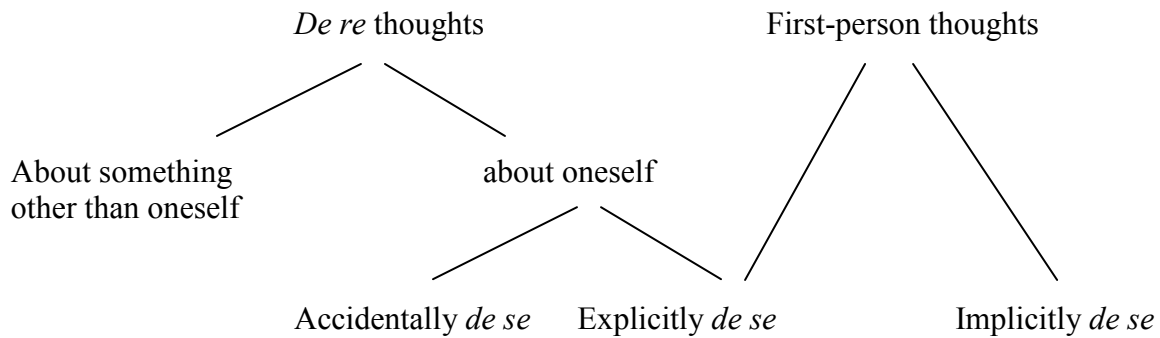 De re thoughts First-person thoughts
About something about oneself
other than oneself
Accidentally de se Explicitly de se Implicitly de se